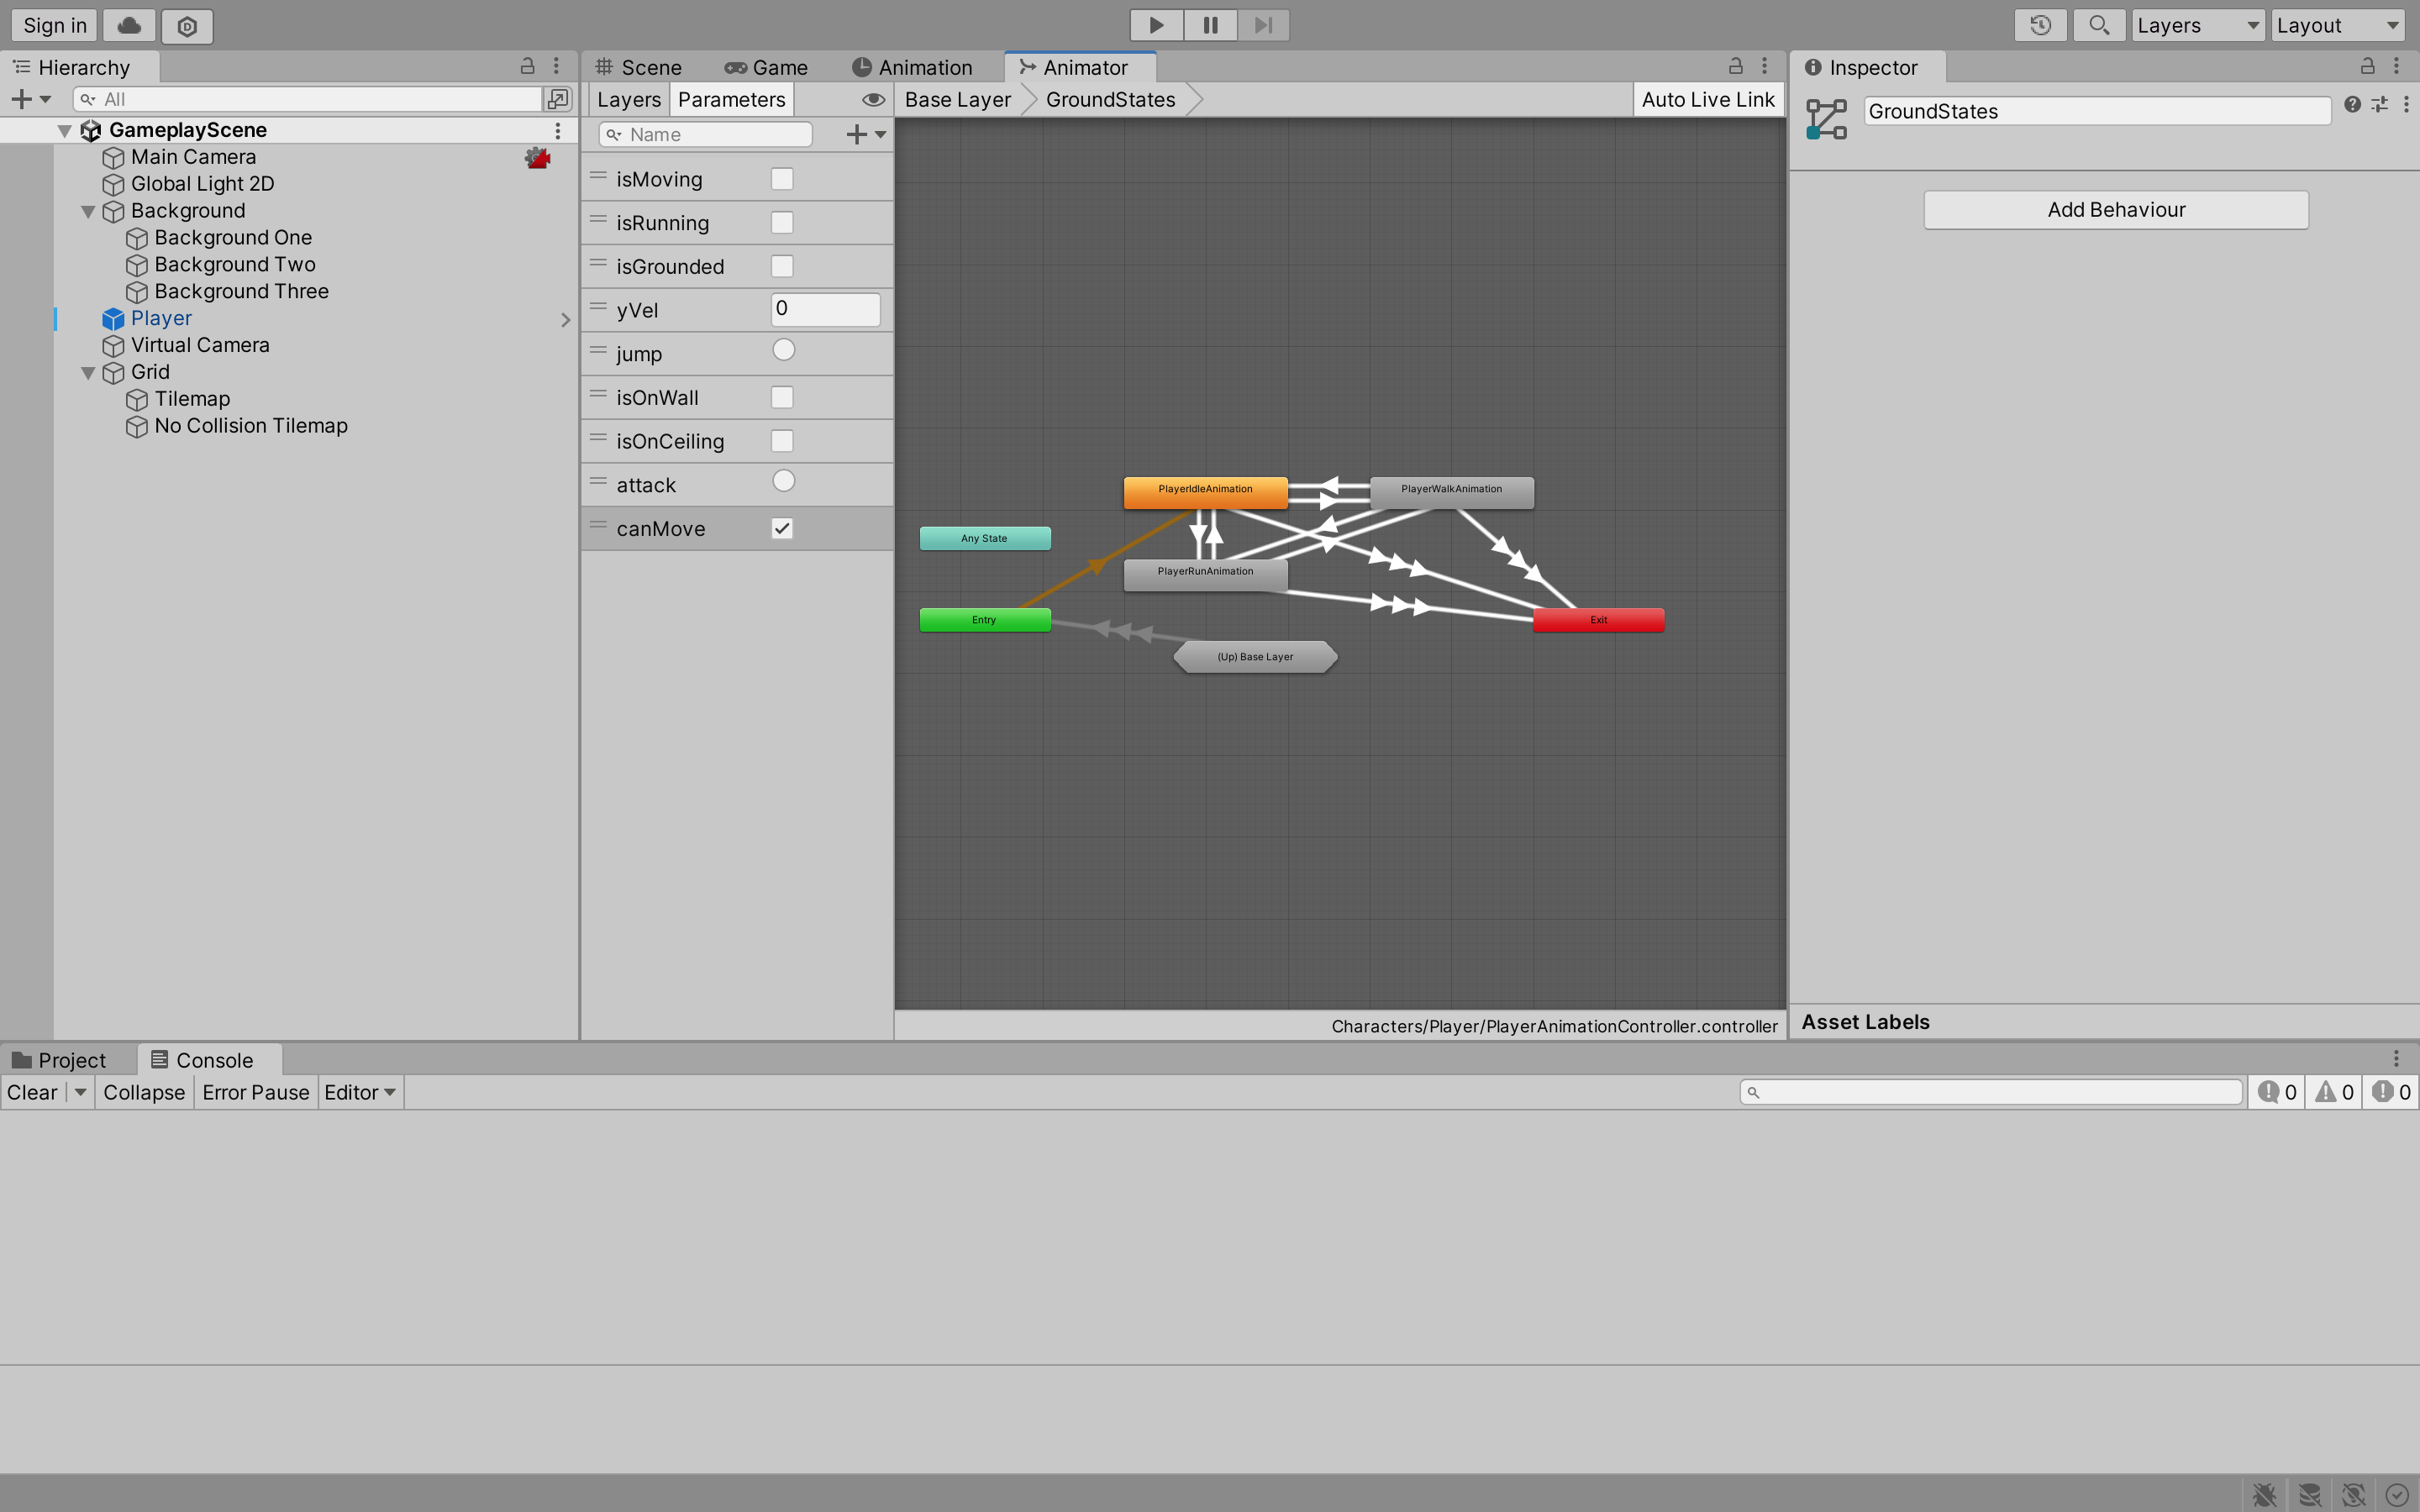 Sign in
Layers
Layout
Hierarchy
All
GameplayScene
Main Camera
Global Light 2D
Background
Background One
Background Two
Background Three
Player
Virtual Camera
Grid
Tilemap
No Collision Tilemap
Scene
Game
Animation
Animator
Layers
Parameters
Base Layer
GroundStates
Auto Live Link
Name
isMoving
isRunning
isGrounded
yVel
0
jump
isOnWall
isOnCeiling
attack
canMove
PlayerIdleAnimation
PlayerWalkAnimation
Any State
PlayerRunAnimation
Entry
Exit
(Up) Base Layer
Characters/Player/PlayerAnimationController.controller
Inspector
GroundStates
Add Behaviour
Asset Labels
Project
Console
Clear
Collapse
Error Pause
Editor
0
0
0